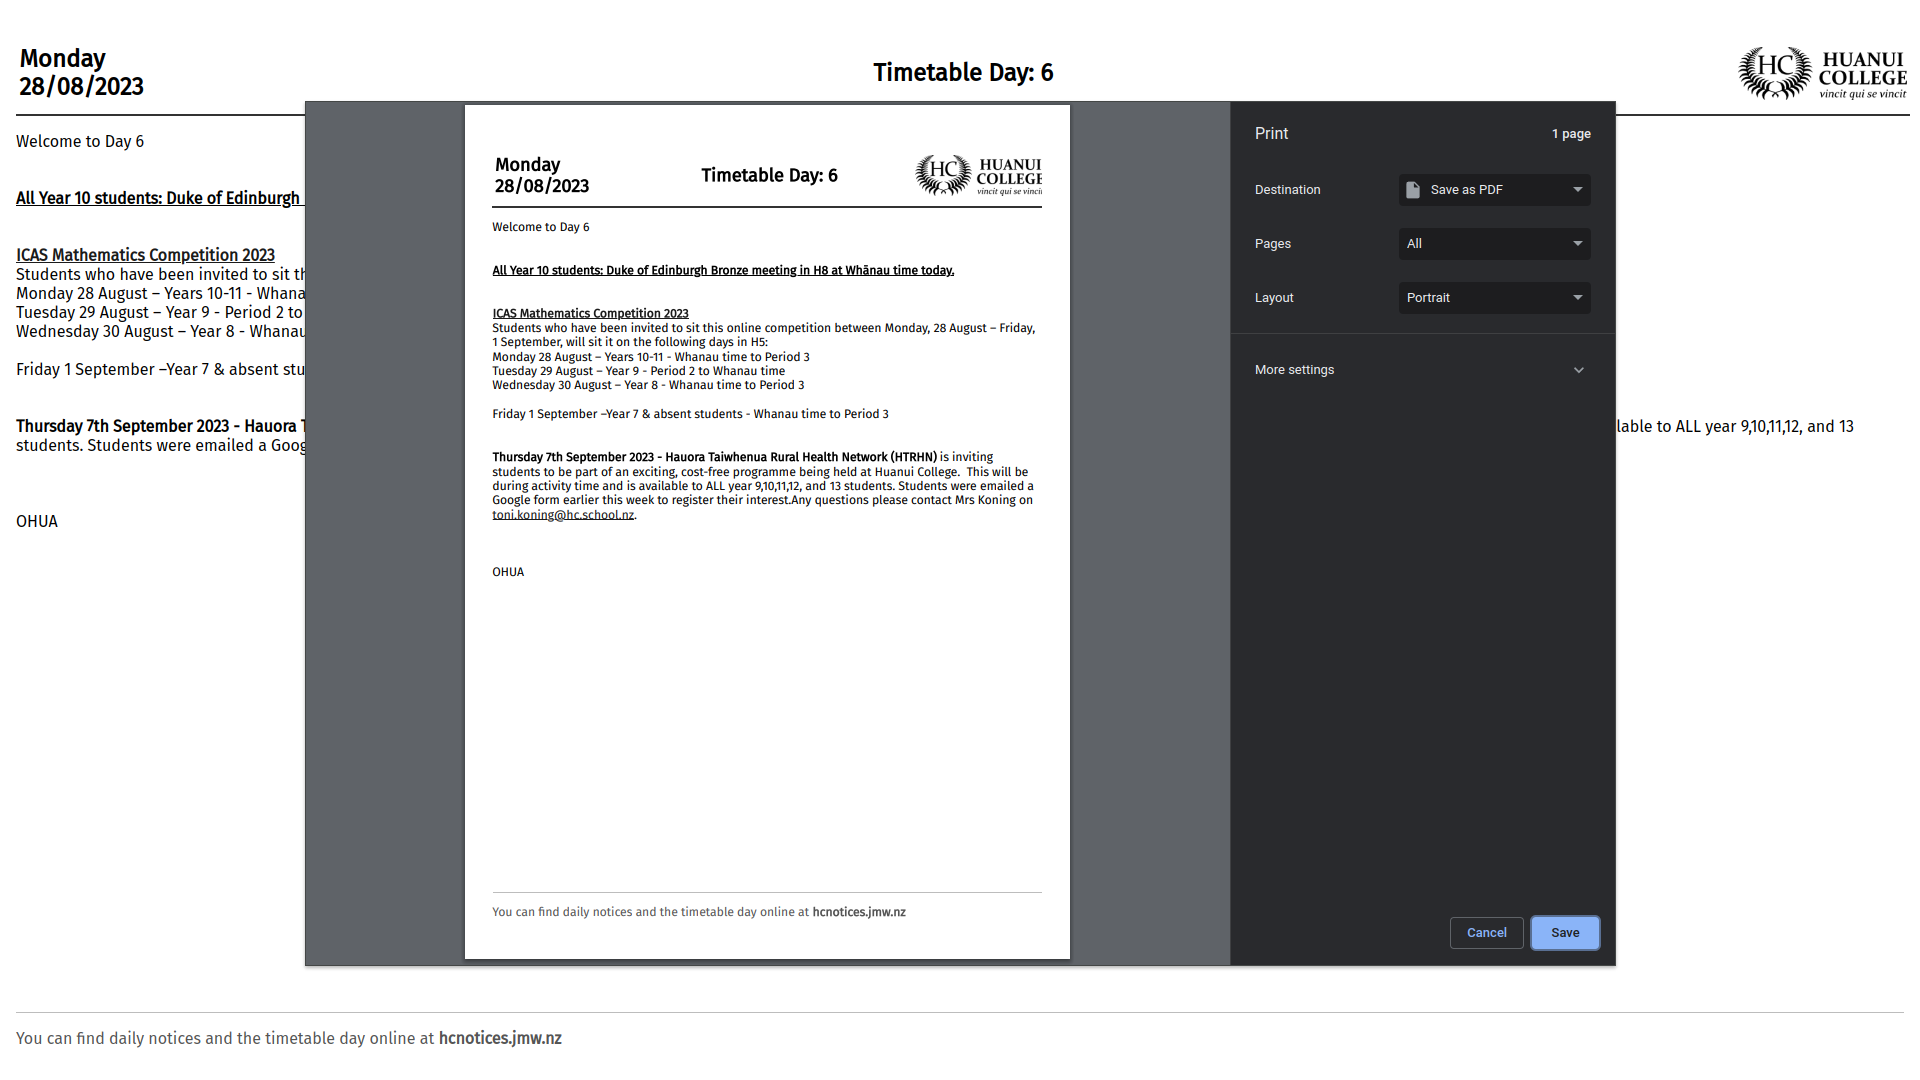 Monday
28/08/2023
Timetable Day: 6
HC
HUANUI
COLLEGE
vincit qui se vincit
Welcome to Day 6
All Year 10 students: Duke of Edinburgh
ICAS Mathematics Competition 2023
Students who have been invited to sit th
Monday 28 August – Years 10-11 - Whana
Tuesday 29 August – Year 9 - Period 2 to
Wednesday 30 August – Year 8 - Whanau
Friday 1 September –Year 7 & absent stu
Thursday 7th September 2023 - Hauora T
lable to ALL year 9,10,11,12, and 13
students. Students were emailed a Goog
OHUA
You can find daily notices and the timetable day online at hcnotices.jmw.nz
Monday
28/08/2023
Timetable Day: 6
HC
HUANUI
COLLEGE
vincit qui se vincit
Welcome to Day 6
All Year 10 students: Duke of Edinburgh Bronze meeting in H8 at Whānau time today.
ICAS Mathematics Competition 2023
Students who have been invited to sit this online competition between Monday, 28 August – Friday,
1 September, will sit it on the following days in H5:
Monday 28 August – Years 10-11 - Whanau time to Period 3
Tuesday 29 August – Year 9 - Period 2 to Whanau time
Wednesday 30 August – Year 8 - Whanau time to Period 3
Friday 1 September –Year 7 & absent students - Whanau time to Period 3
Thursday 7th September 2023 - Hauora Taiwhenua Rural Health Network (HTRHN) is inviting
students to be part of an exciting, cost-free programme being held at Huanui College. This will be
during activity time and is available to ALL year 9,10,11,12, and 13 students. Students were emailed a
Google form earlier this week to register their interest.Any questions please contact Mrs Koning on
toni.koning@hc.school.nz.
OHUA
You can find daily notices and the timetable day online at hcnotices.jmw.nz
Print
1 page
Destination
Save as PDF
Pages
All
Layout
Portrait
More settings
Cancel
Save